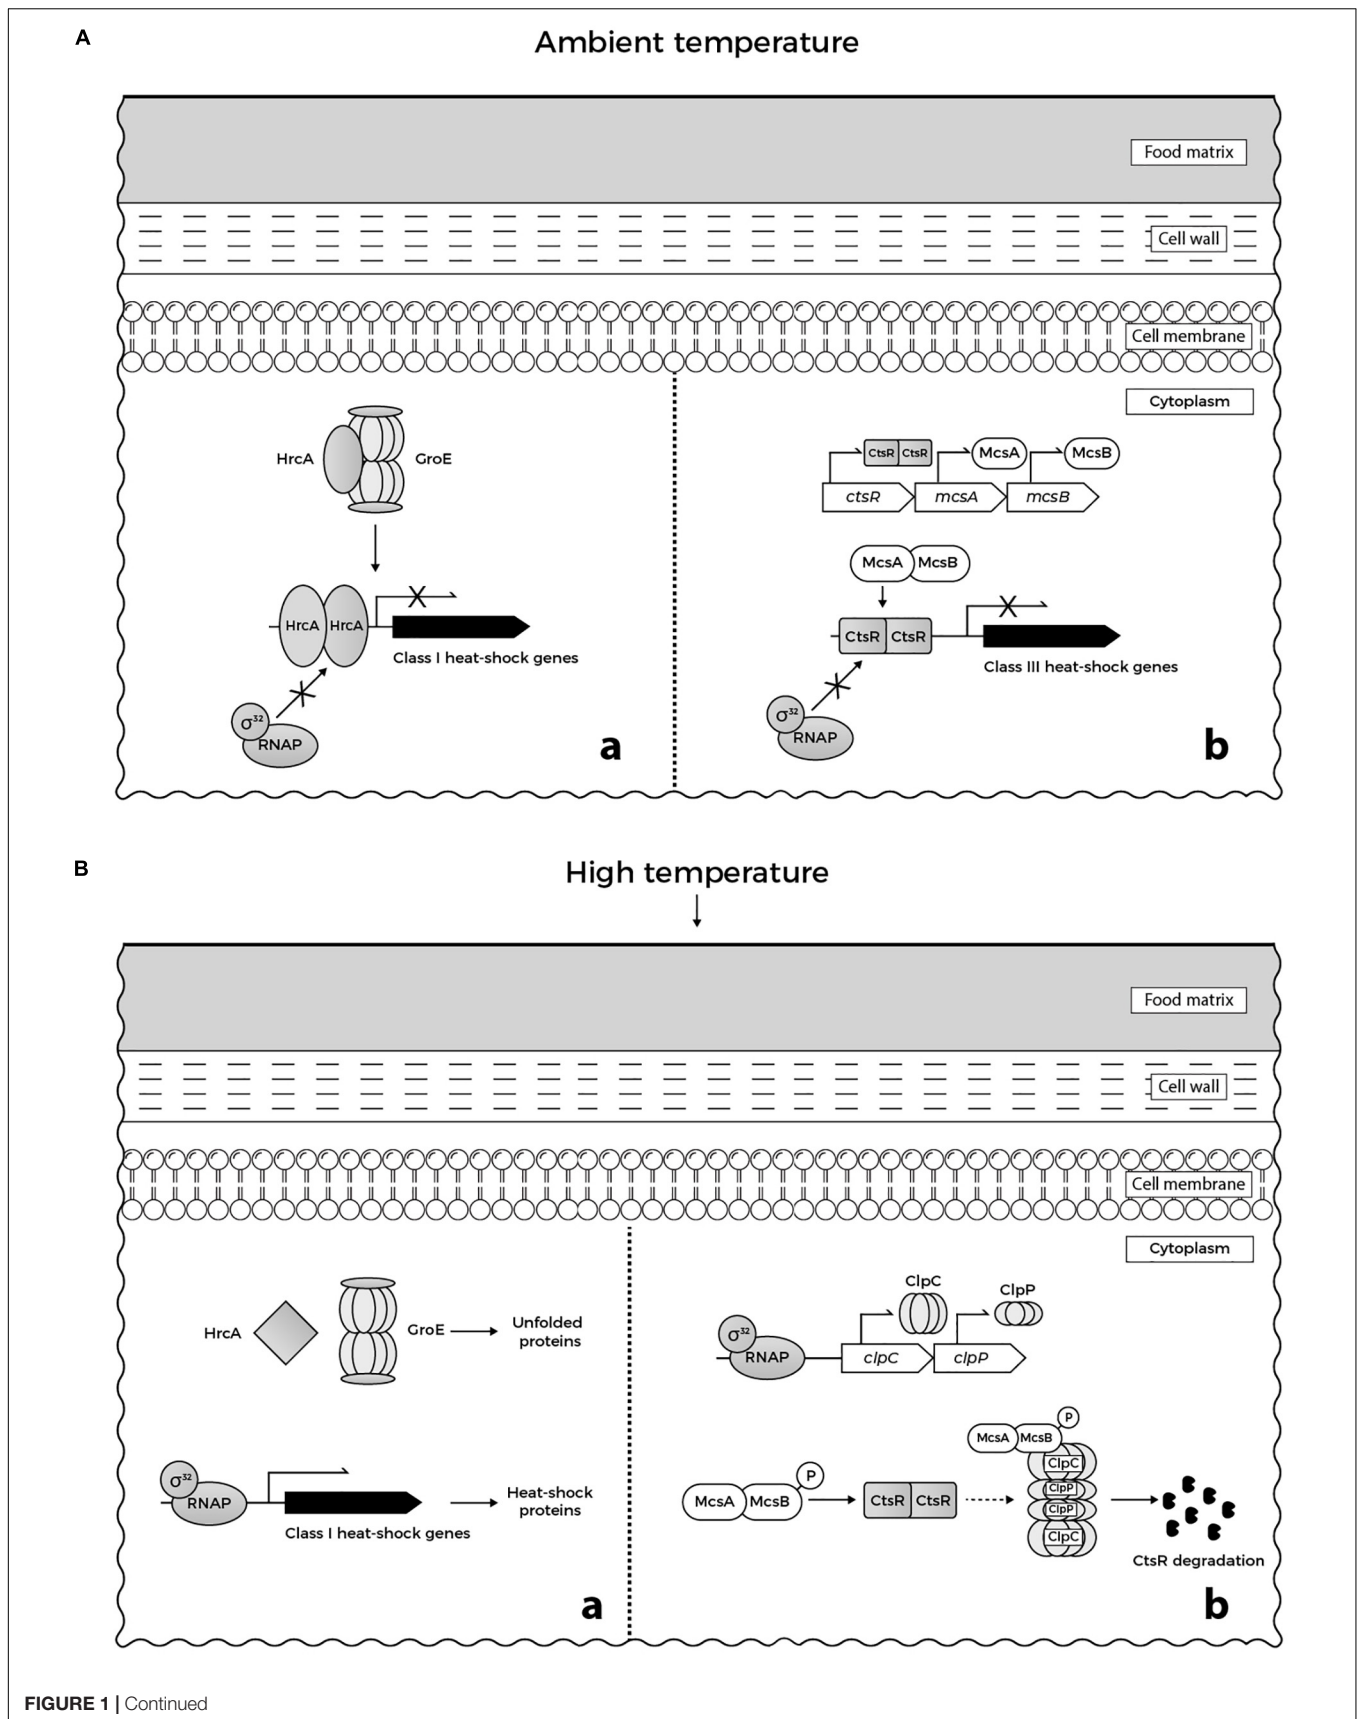 A
Ambient temperature
Food matrix
Cell wall
Cell membrane
Cytoplasm
HrcA
GroE
HrcA HrcA
Class I heat-shock genes
σ³²
RNAP
a
CtsR CtsR
McsA
McsB
ctsR
mcsA
mcsB
McsA McsB
CtsR CtsR
Class III heat-shock genes
σ³²
RNAP
b
B
High temperature
Food matrix
Cell wall
Cell membrane
Cytoplasm
HrcA
GroE
Unfolded
proteins
σ³²
RNAP
Class I heat-shock genes
Heat-shock
proteins
a
ClpC
ClpP
σ³²
RNAP
clpC
clpP
McsA McsB
P
CtsR CtsR
McsA McsB
P
ClpC
ClpP
ClpP
ClpC
CtsR degradation
b
FIGURE 1 | Continued